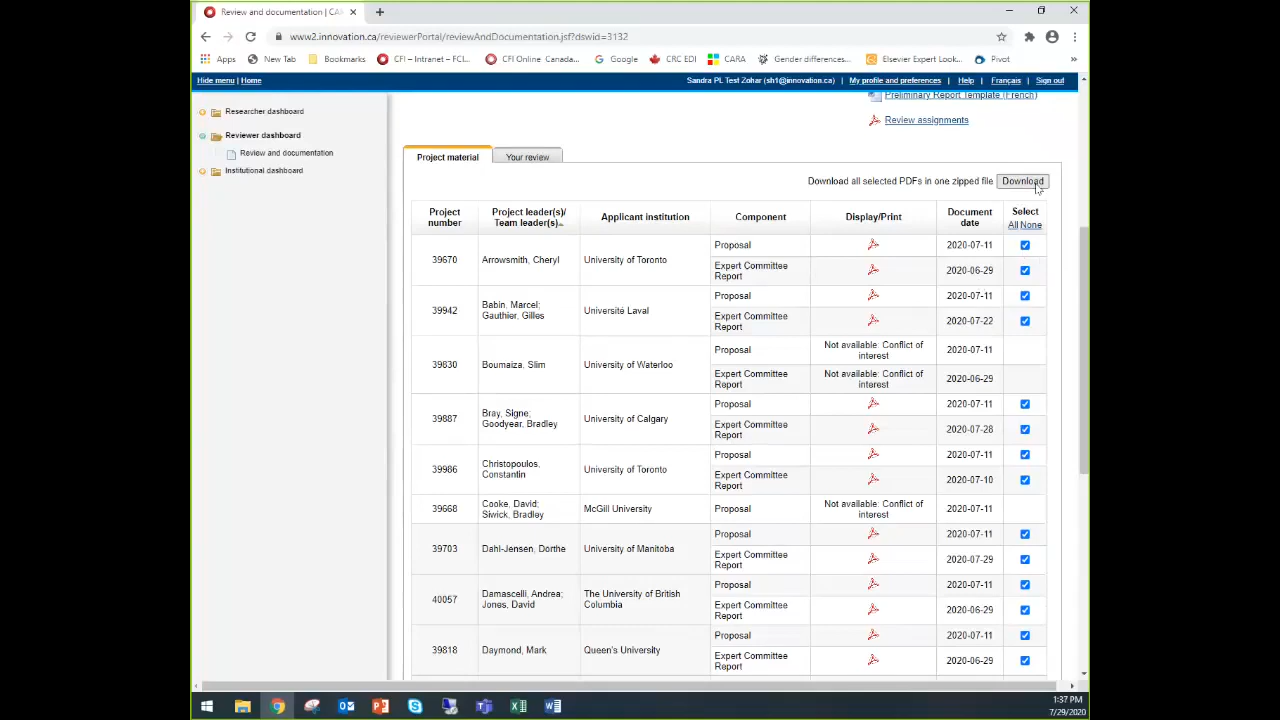 Review and documentation | CA
www2.innovation.ca/reviewerPortal/reviewAndDocumentation.jsf?dswid=3132
Apps New Tab Bookmarks CFI – Intranet – FCL... CFI Online Canada... Google CRC EDI CARA Gender differences... Elsevier Expert Look... Pivot »
Hide menu | Home Sandra PL Test Zohar (sh1@innovation.ca) | My profile and preferences | Help | Français | Sign out
Researcher dashboard
Reviewer dashboard
Review and documentation
Institutional dashboard
Preliminary Report Template (French)
Review assignments
Project material Your review
Download all selected PDFs in one zipped file Download
Project number Project leader(s)/ Team leader(s) Applicant institution Component Display/Print Document date Select All None
39670 Arrowsmith, Cheryl University of Toronto Proposal 2020-07-11
Expert Committee Report 2020-06-29
39942 Babin, Marcel; Gauthier, Gilles Université Laval Proposal 2020-07-11
Expert Committee Report 2020-07-22
39830 Boumaiza, Slim University of Waterloo Proposal Not available: Conflict of interest 2020-07-11
Expert Committee Report Not available: Conflict of interest 2020-06-29
39887 Bray, Signe; Goodyear, Bradley University of Calgary Proposal 2020-07-11
Expert Committee Report 2020-07-28
39986 Christopoulos, Constantin University of Toronto Proposal 2020-07-11
Expert Committee Report 2020-07-10
39668 Cooke, David; Siwick, Bradley McGill University Proposal Not available: Conflict of interest 2020-07-11
39703 Dahl-Jensen, Dorthe University of Manitoba Proposal 2020-07-11
Expert Committee Report 2020-07-29
40057 Damascelli, Andrea; Jones, David The University of British Columbia Proposal 2020-07-11
Expert Committee Report 2020-06-29
39818 Daymond, Mark Queen's University Proposal 2020-07-11
Expert Committee Report 2020-06-29
1:37 PM
7/29/2020